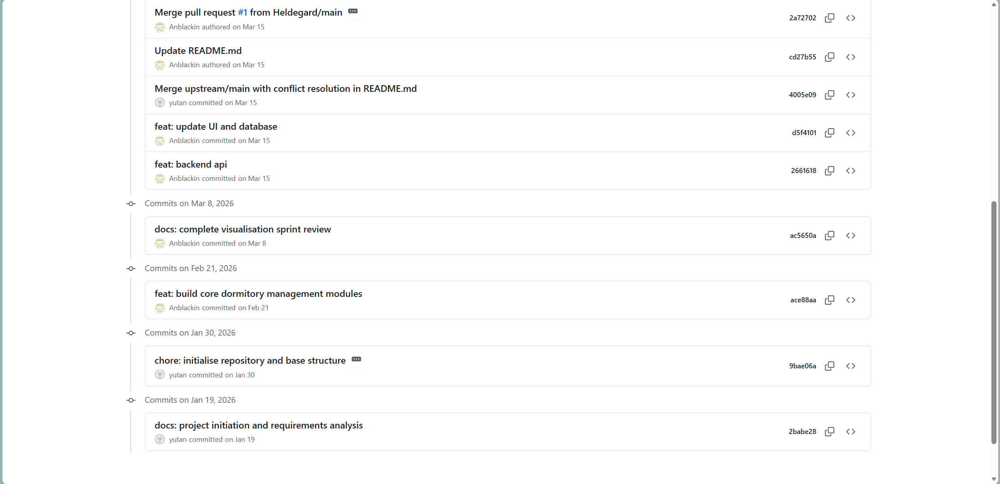 Merge pull request #1 from Heldegard/main
Anblackin authored on Mar 15
2a72702
Update README.md
Anblackin authored on Mar 15
cd27b55
Merge upstream/main with conflict resolution in README.md
yutan committed on Mar 15
4005e09
feat: update UI and database
Anblackin committed on Mar 15
d5f4101
feat: backend api
Anblackin committed on Mar 15
2661618
Commits on Mar 8, 2026
docs: complete visualisation sprint review
Anblackin committed on Mar 8
ac5650a
Commits on Feb 21, 2026
feat: build core dormitory management modules
Anblackin committed on Feb 21
ace88aa
Commits on Jan 30, 2026
chore: initialise repository and base structure
yutan committed on Jan 30
9bae06a
Commits on Jan 19, 2026
docs: project initiation and requirements analysis
yutan committed on Jan 19
2babe28